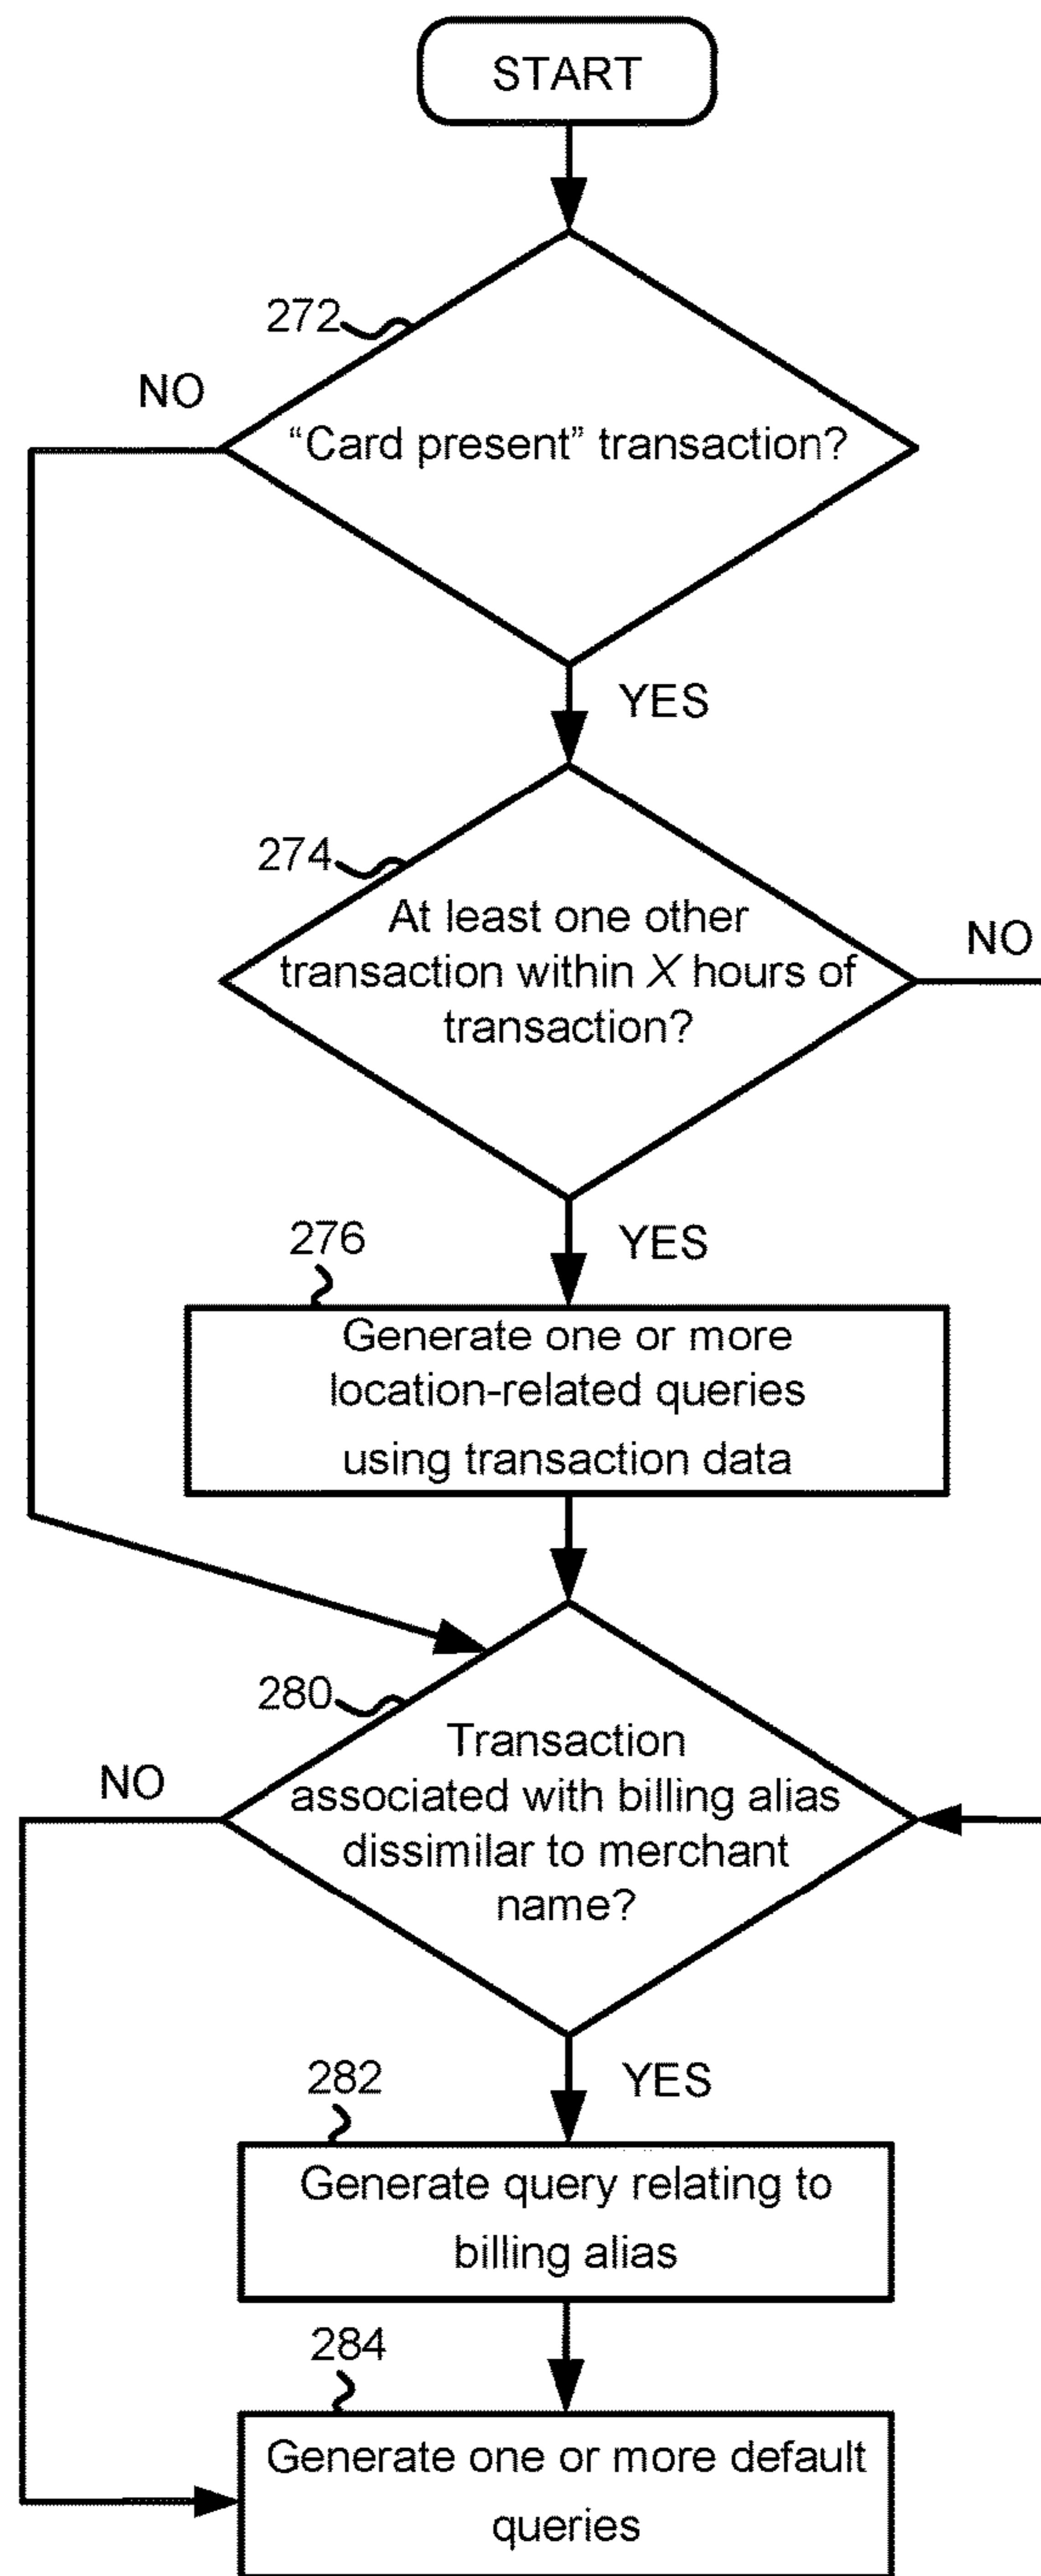 START
272
NO
“Card present” transaction?
YES
274
At least one other
transaction within X hours of
transaction?
NO
YES
276
Generate one or more
location-related queries
using transaction data
280
NO
Transaction
associated with billing alias
dissimilar to merchant
name?
YES
282
Generate query relating to
billing alias
284
Generate one or more default
queries